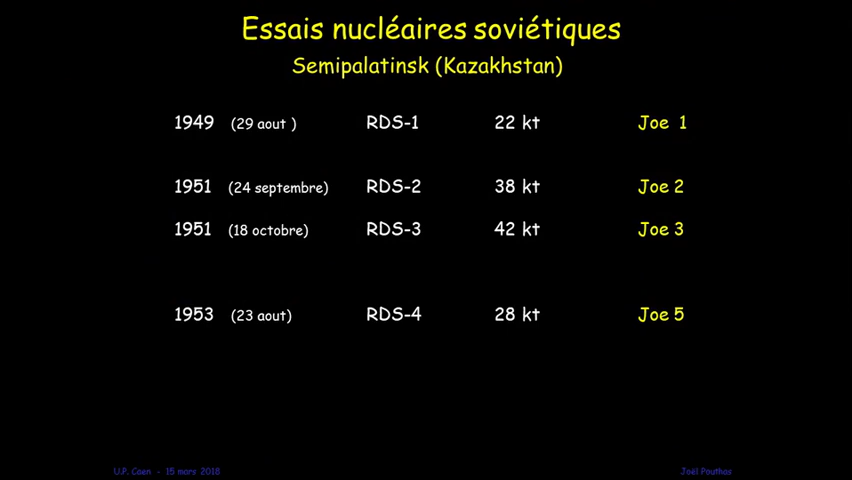 Essais nucléaires soviétiques
Semipalatinsk (Kazakhstan)
1949 (29 aout ) RDS-1 22 kt Joe 1
1951 (24 septembre) RDS-2 38 kt Joe 2
1951 (18 octobre) RDS-3 42 kt Joe 3
1953 (23 aout) RDS-4 28 kt Joe 5
U.P. Caen - 15 mars 2018 Joël Pouthas